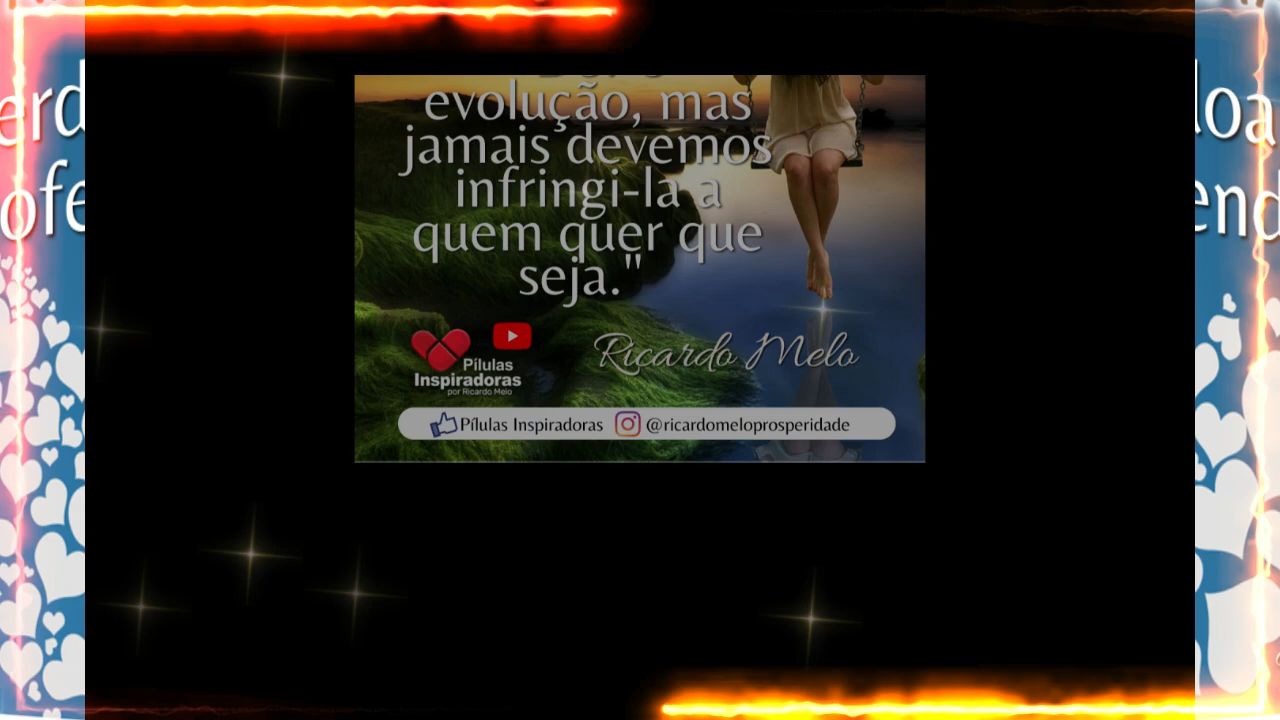 evolução, mas
jamais devemos
infringi-la a
quem quer que
seja."
Pílulas
Inspiradoras
por Ricardo Melo
Ricardo Melo
Pílulas Inspiradoras @ricardomeloprosperidade